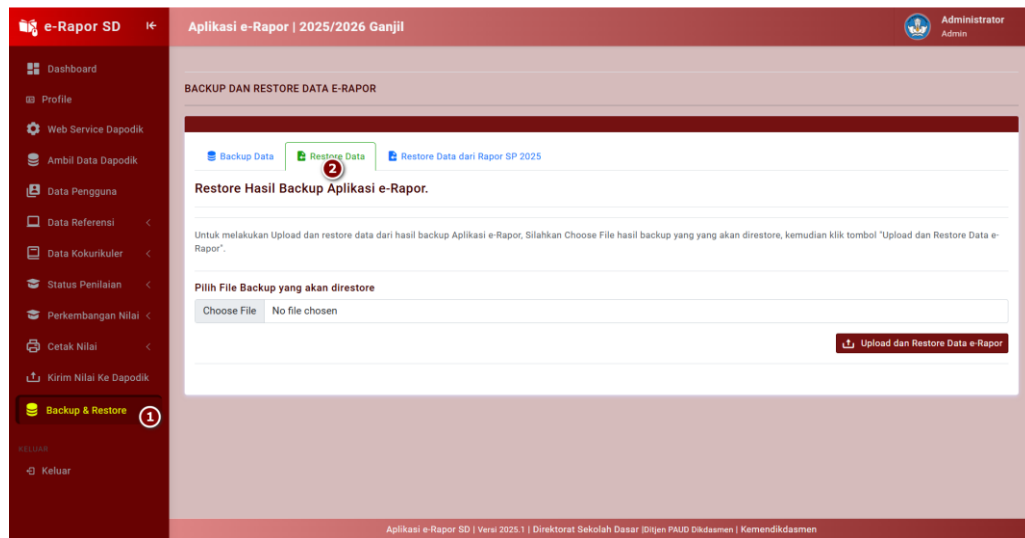 e-Rapor SD
Aplikasi e-Rapor | 2025/2026 Ganjil
Administrator
Admin
Dashboard
Profile
Web Service Dapodik
Ambil Data Dapodik
Data Pengguna
Data Referensi
Data Kokurikuler
Status Penilaian
Perkembangan Nilai
Cetak Nilai
Kirim Nilai Ke Dapodik
Backup & Restore
1
KELUAR
Keluar
BACKUP DAN RESTORE DATA E-RAPOR
Backup Data
Restore Data
2
Restore Data dari Rapor SP 2025
Restore Hasil Backup Aplikasi e-Rapor.
Untuk melakukan Upload dan restore data dari hasil backup Aplikasi e-Rapor, Silahkan Choose File hasil backup yang yang akan direstore, kemudian klik tombol "Upload dan Restore Data e-
Rapor".
Pilih File Backup yang akan direstore
Choose File No file chosen
Upload dan Restore Data e-Rapor
Aplikasi e-Rapor SD | Versi 2025.1 | Direktorat Sekolah Dasar |Ditjen PAUD Dikdasmen | Kemendikdasmen